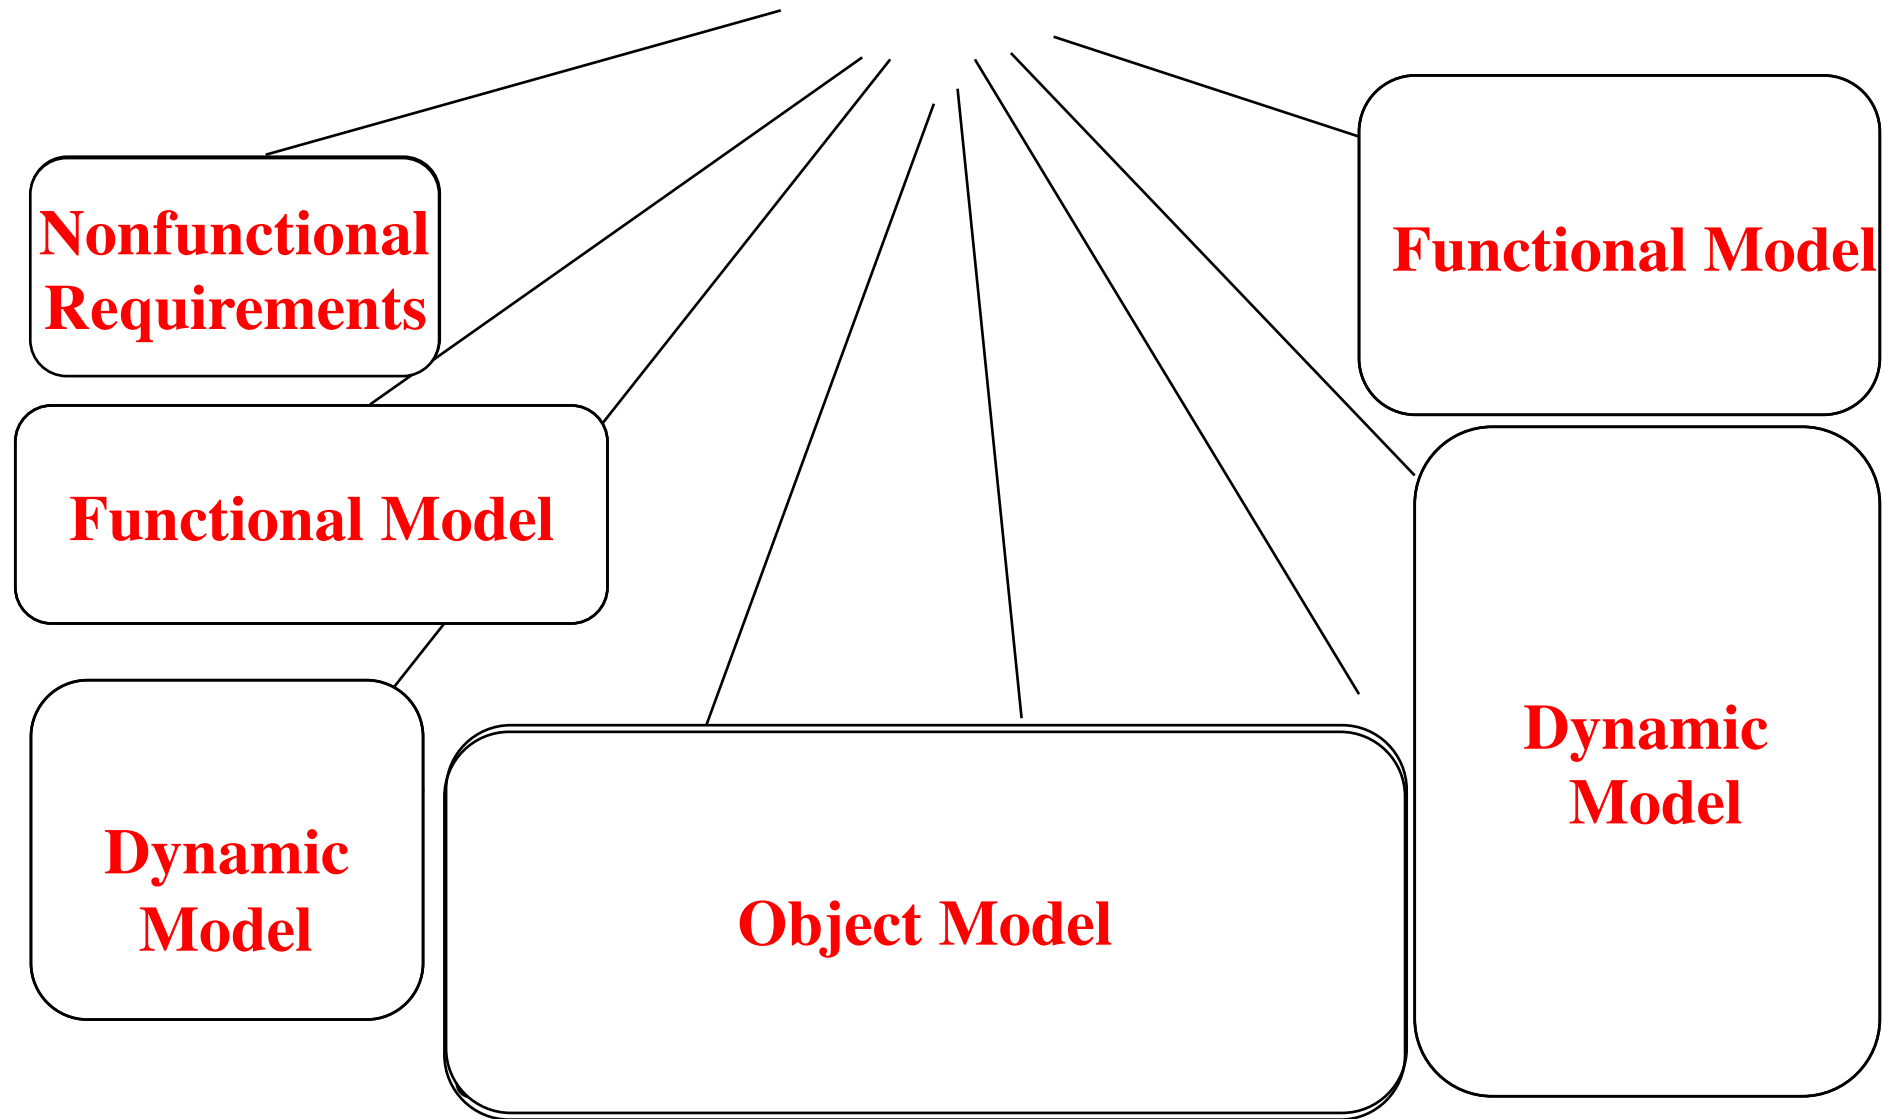 Nonfunctional
Requirements
Functional Model
Functional Model
Dynamic
Model
Dynamic
Model
Object Model